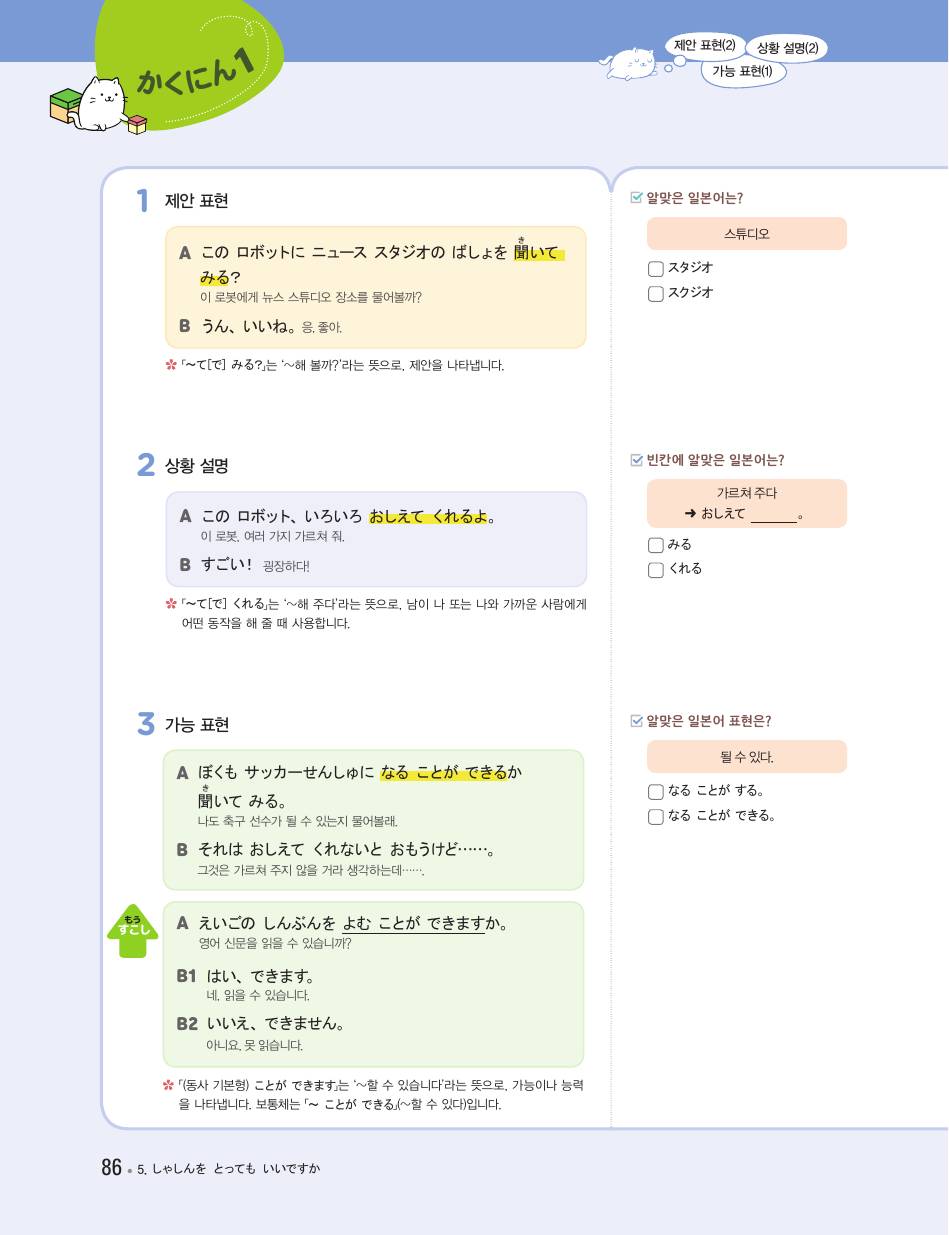 かくにん1
제안 표현(2)
상황 설명(2)
가능 표현(1)
1 제안 표현
き
A この ロボットに ニュース スタジオの ばしょを 聞いて
みる?
이 로봇에게 뉴스 스튜디오 장소를 물어볼까?
B うん、いいね。 응, 좋아.
「~て[で] みる?」는 ‘~해 볼까?’라는 뜻으로, 제안을 나타냅니다.
알맞은 일본어는?
스튜디오
スタジオ
スクジオ
2 상황 설명
A この ロボット、いろいろ おしえて くれるよ。
이 로봇, 여러 가지 가르쳐 줘.
B すごい! 굉장하다!
「~て[で] くれる」는 ‘~해 주다’라는 뜻으로, 남이 나 또는 나와 가까운 사람에게
어떤 동작을 해 줄 때 사용합니다.
빈칸에 알맞은 일본어는?
가르쳐 주다
➜ おしえて ______。
みる
くれる
3 가능 표현
A ぼくも サッカーせんしゅに なる ことが できるか
き
聞いて みる。
나도 축구 선수가 될 수 있는지 물어볼래.
B それは おしえて くれないと おもうけど……。
그것은 가르쳐 주지 않을 거라 생각하는데…….
もう
すこし
A えいごの しんぶんを よむ ことが できますか。
영어 신문을 읽을 수 있습니까?
B1 はい、できます。
네, 읽을 수 있습니다.
B2 いいえ、できません。
아니요, 못 읽습니다.
「(동사 기본형) ことが できます」는 ‘~할 수 있습니다’라는 뜻으로, 가능이나 능력
을 나타냅니다. 보통체는 「~ ことが できる」(~할 수 있다)입니다.
알맞은 일본어 표현은?
될 수 있다.
なる ことが する。
なる ことが できる。
86 • 5. しゃしんを とっても いいですか